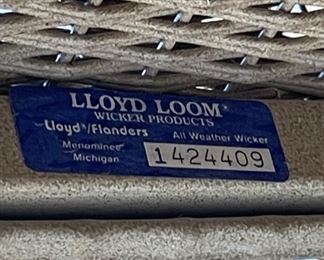 LLOYD LOOM®
WICKER PRODUCTS
Lloyd®/Flanders All Weather Wicker
Menominee, Michigan 1424409